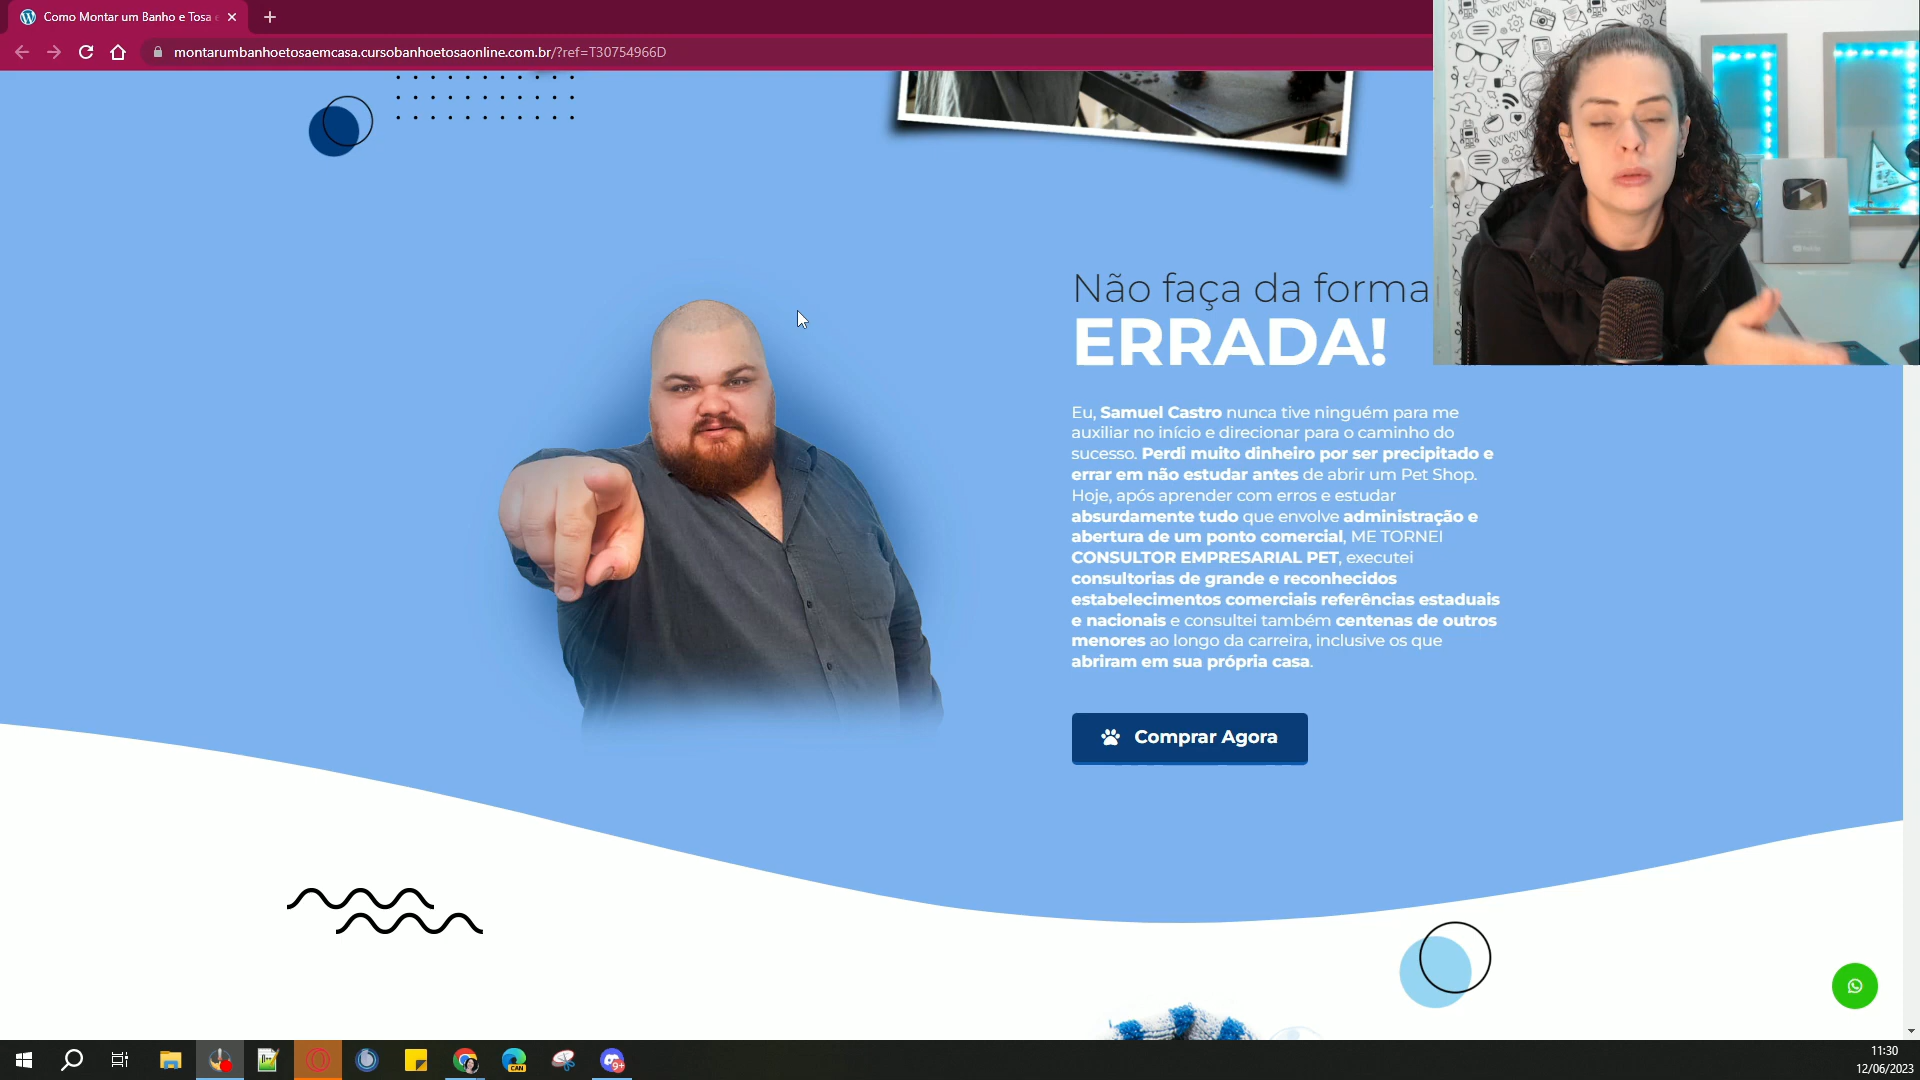 Como Montar um Banho e Tosa e
montarumbanhoetosaemcasa.cursobanhoetosaonline.com.br/?ref=T30754966D
Não faça da forma
ERRADA!
Eu, Samuel Castro nunca tive ninguém para me
auxiliar no início e direcionar para o caminho do
sucesso. Perdi muito dinheiro por ser precipitado e
errar em não estudar antes de abrir um Pet Shop.
Hoje, após aprender com erros e estudar
absurdamente tudo que envolve administração e
abertura de um ponto comercial, ME TORNEI
CONSULTOR EMPRESARIAL PET, executei
consultorias de grande e reconhecidos
estabelecimentos comerciais referências estaduais
e nacionais e consultei também centenas de outros
menores ao longo da carreira, inclusive os que
abriram em sua própria casa.
Comprar Agora
CAN
9+
11:30
12/06/2023